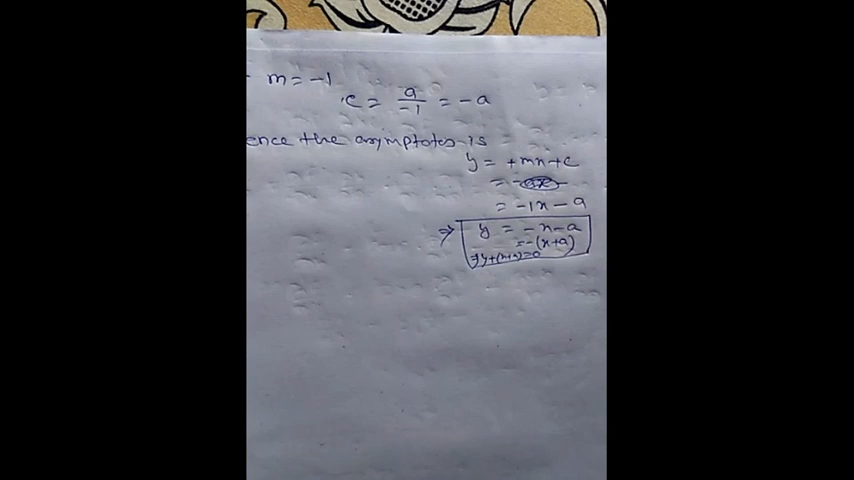 m = -1
c = a/-1 = -a
ence the asymptotes is
y = +mx+c
=
= -1x - a
⇒ y = -x-a
= -(x+a)
⇒y+(x+a)=0